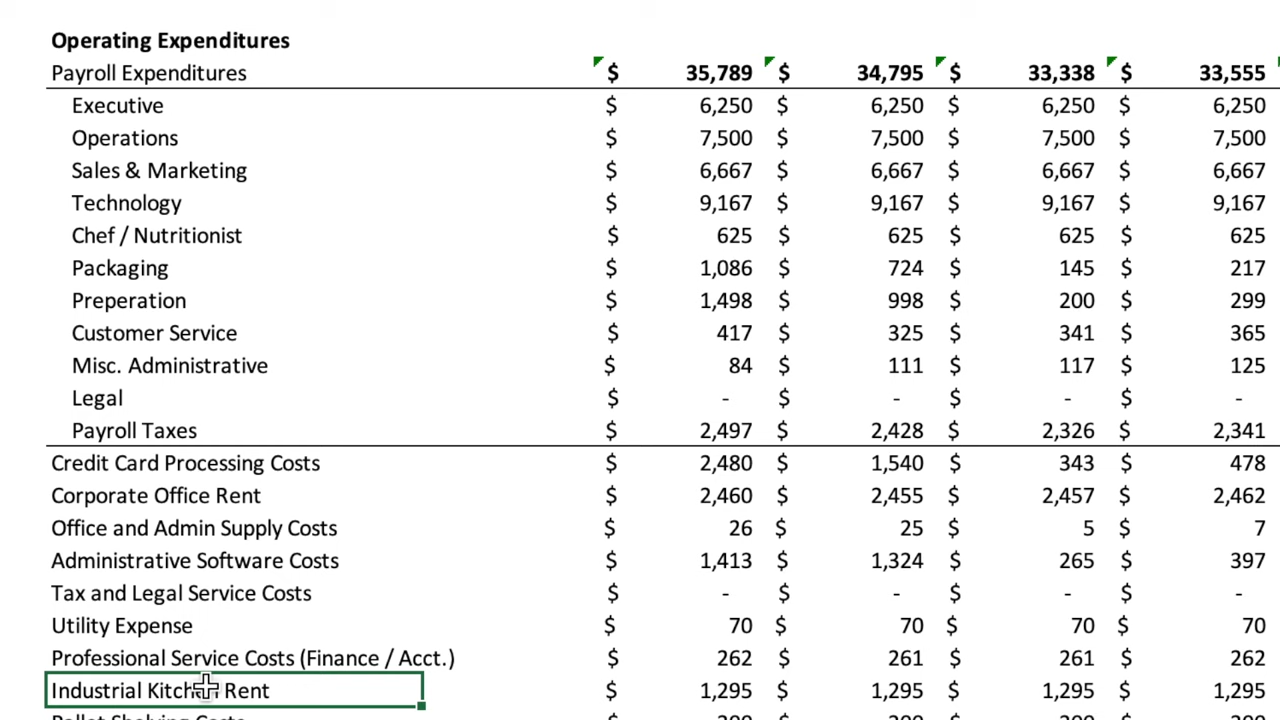 Operating Expenditures
Payroll Expenditures $ 35,789 $ 34,795 $ 33,338 $ 33,555
Executive $ 6,250 $ 6,250 $ 6,250 $ 6,250
Operations $ 7,500 $ 7,500 $ 7,500 $ 7,500
Sales & Marketing $ 6,667 $ 6,667 $ 6,667 $ 6,667
Technology $ 9,167 $ 9,167 $ 9,167 $ 9,167
Chef / Nutritionist $ 625 $ 625 $ 625 $ 625
Packaging $ 1,086 $ 724 $ 145 $ 217
Preperation $ 1,498 $ 998 $ 200 $ 299
Customer Service $ 417 $ 325 $ 341 $ 365
Misc. Administrative $ 84 $ 111 $ 117 $ 125
Legal $ - $ - $ - $ -
Payroll Taxes $ 2,497 $ 2,428 $ 2,326 $ 2,341
Credit Card Processing Costs $ 2,480 $ 1,540 $ 343 $ 478
Corporate Office Rent $ 2,460 $ 2,455 $ 2,457 $ 2,462
Office and Admin Supply Costs $ 26 $ 25 $ 5 $ 7
Administrative Software Costs $ 1,413 $ 1,324 $ 265 $ 397
Tax and Legal Service Costs $ - $ - $ - $ -
Utility Expense $ 70 $ 70 $ 70 $ 70
Professional Service Costs (Finance / Acct.) $ 262 $ 261 $ 261 $ 262
Industrial Kitchen Rent $ 1,295 $ 1,295 $ 1,295 $ 1,295